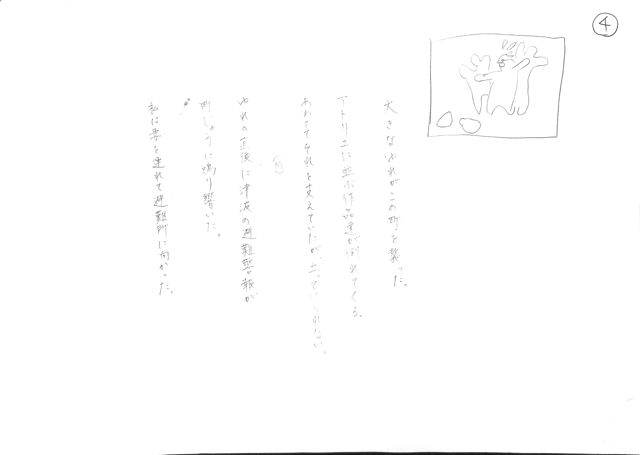 ④
大きなゆれがこの町を襲った。
アトリエに並ぶ作品達が倒れてくる。
あわててそれを支えていたが、立っていられない。
ゆれの直後に津波の避難警報が
町じゅうに鳴り響いた。
私は妻を連れて避難所に向かった。